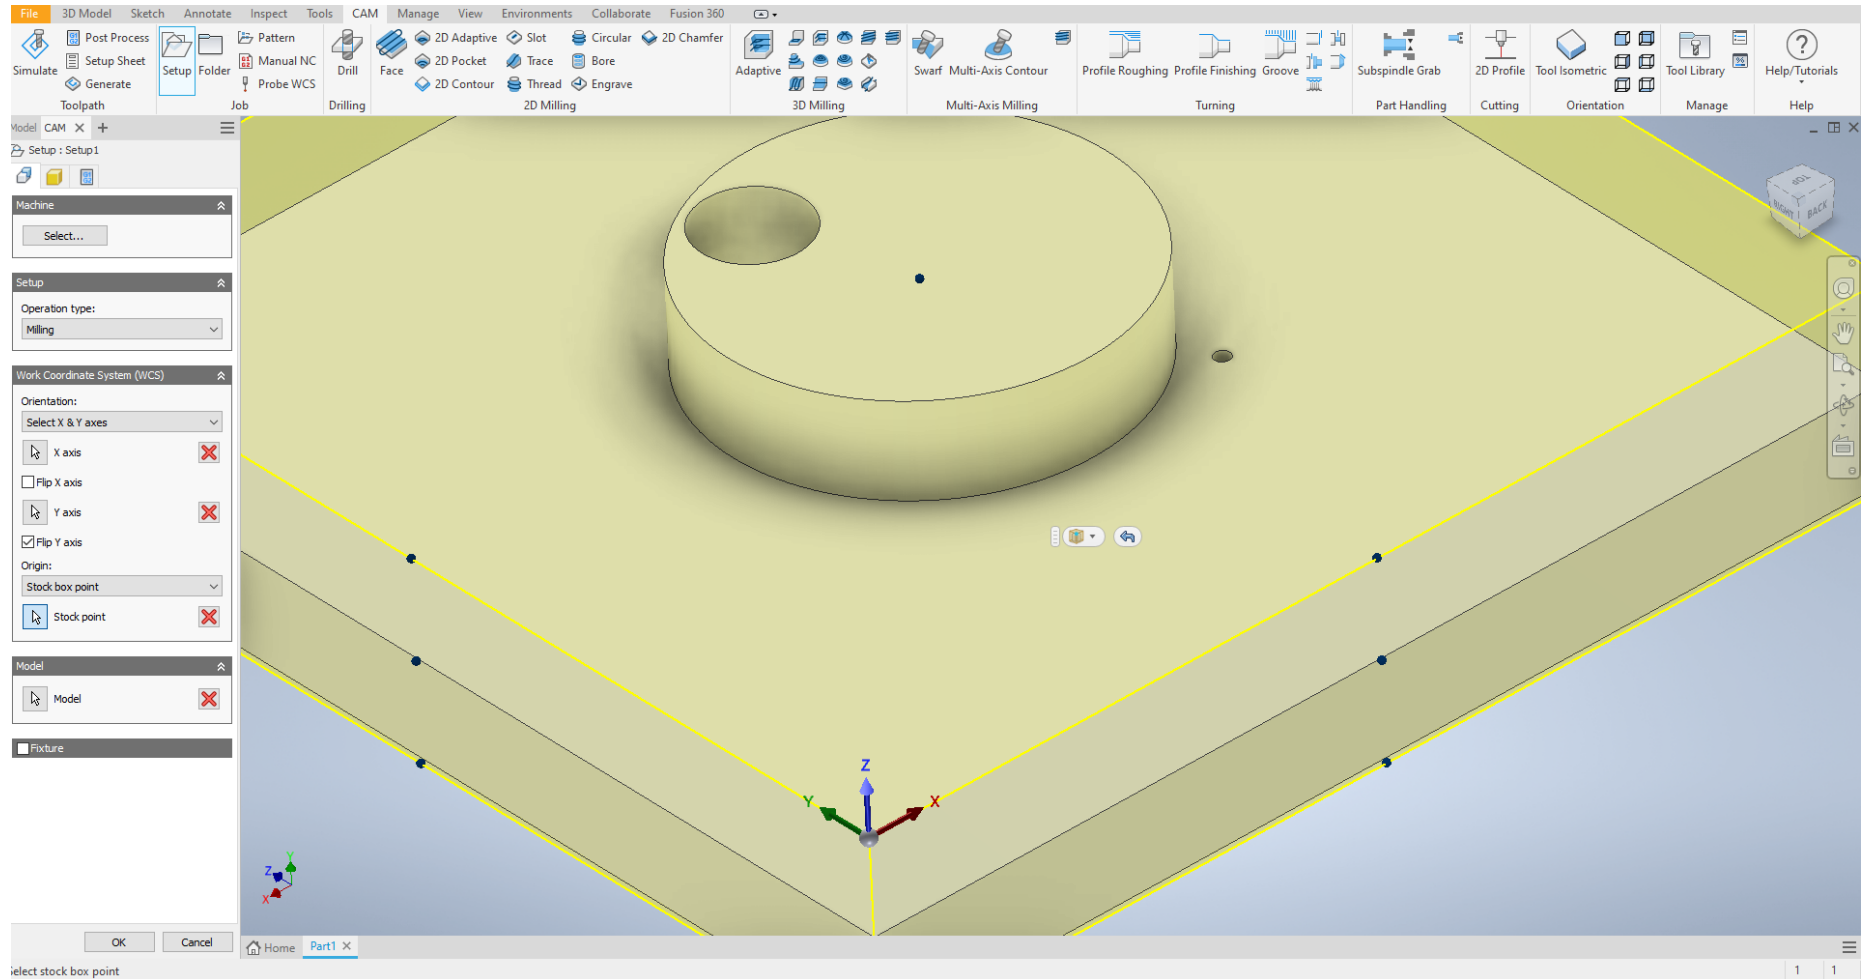 File 3D Model Sketch Annotate Inspect Tools CAM Manage View Environments Collaborate Fusion 360
Simulate
Post Process
Setup Sheet
Generate
Toolpath
Setup
Folder
Pattern
Manual NC
Probe WCS
Job
Drill
Drilling
Face
2D Adaptive
2D Pocket
2D Contour
Slot
Trace
Thread
Circular
Bore
Engrave
2D Chamfer
2D Milling
Adaptive
3D Milling
Swarf
Multi-Axis Contour
Multi-Axis Milling
Profile Roughing
Profile Finishing
Groove
Turning
Subspindle Grab
Part Handling
2D Profile
Cutting
Tool Isometric
Orientation
Tool Library
Manage
Help/Tutorials
Help
Model CAM
Setup : Setup1
Machine
Select...
Setup
Operation type:
Milling
Work Coordinate System (WCS)
Orientation:
Select X & Y axes
X axis
Flip X axis
Y axis
Flip Y axis
Origin:
Stock box point
Stock point
Model
Model
Fixture
OK Cancel
TOP
RIGHT BACK
Z
Y X
Y
Z
X
Home Part1
Select stock box point
1 1